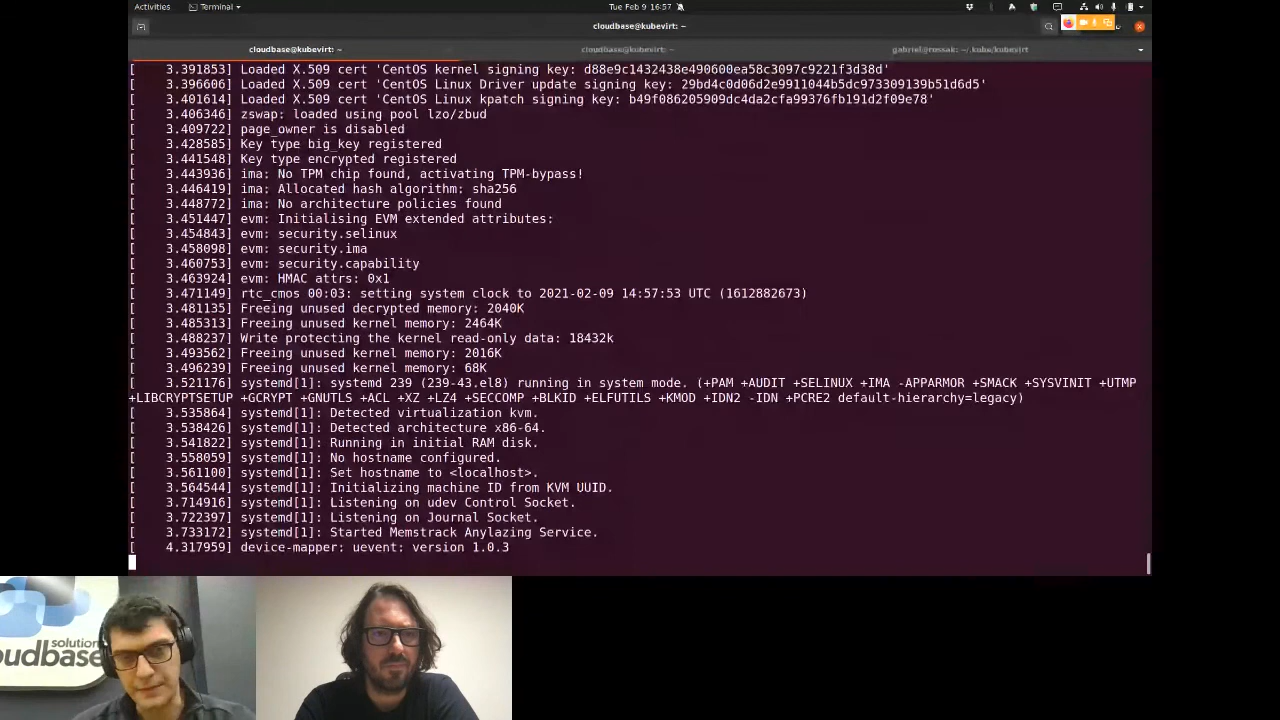 Activities
Terminal
Tue Feb 9 16:57
cloudbase@kubevirt: ~
cloudbase@kubevirt: ~
cloudbase@kubevirt: ~
gabriel@rossak: ~/.kube/kubevirt
[    3.391853] Loaded X.509 cert 'CentOS kernel signing key: d88e9c1432438e490600ea58c3097c9221f3d38d'
[    3.396606] Loaded X.509 cert 'CentOS Linux Driver update signing key: 29bd4c0d06d2e9911044b5dc973309139b51d6d5'
[    3.401614] Loaded X.509 cert 'CentOS Linux kpatch signing key: b49f086205909dc4da2cfa99376fb191d2f09e78'
[    3.406346] zswap: loaded using pool lzo/zbud
[    3.409722] page_owner is disabled
[    3.428585] Key type big_key registered
[    3.441548] Key type encrypted registered
[    3.443936] ima: No TPM chip found, activating TPM-bypass!
[    3.446419] ima: Allocated hash algorithm: sha256
[    3.448772] ima: No architecture policies found
[    3.451447] evm: Initialising EVM extended attributes:
[    3.454843] evm: security.selinux
[    3.458098] evm: security.ima
[    3.460753] evm: security.capability
[    3.463924] evm: HMAC attrs: 0x1
[    3.471149] rtc_cmos 00:03: setting system clock to 2021-02-09 14:57:53 UTC (1612882673)
[    3.481135] Freeing unused decrypted memory: 2040K
[    3.485313] Freeing unused kernel memory: 2464K
[    3.488237] Write protecting the kernel read-only data: 18432k
[    3.493562] Freeing unused kernel memory: 2016K
[    3.496239] Freeing unused kernel memory: 68K
[    3.521176] systemd[1]: systemd 239 (239-43.el8) running in system mode. (+PAM +AUDIT +SELINUX +IMA -APPARMOR +SMACK +SYSVINIT +UTMP
+LIBCRYPTSETUP +GCRYPT +GNUTLS +ACL +XZ +LZ4 +SECCOMP +BLKID +ELFUTILS +KMOD +IDN2 -IDN +PCRE2 default-hierarchy=legacy)
[    3.535864] systemd[1]: Detected virtualization kvm.
[    3.538426] systemd[1]: Detected architecture x86-64.
[    3.541822] systemd[1]: Running in initial RAM disk.
[    3.558059] systemd[1]: No hostname configured.
[    3.561100] systemd[1]: Set hostname to <localhost>.
[    3.564544] systemd[1]: Initializing machine ID from KVM UUID.
[    3.714916] systemd[1]: Listening on udev Control Socket.
[    3.722397] systemd[1]: Listening on Journal Socket.
[    3.733172] systemd[1]: Started Memstrack Anylazing Service.
[    4.317959] device-mapper: uevent: version 1.0.3
solution
oudbase